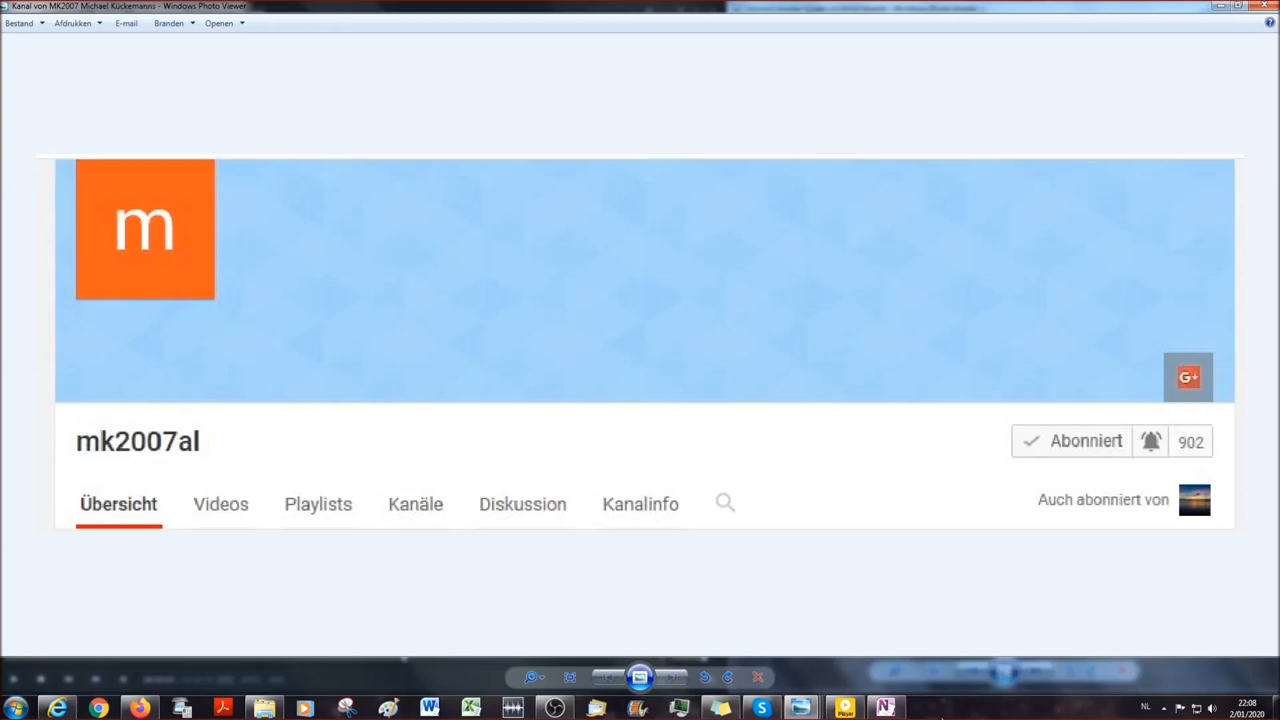 Kanal von MK2007 Michael Kückemanns - Windows Photo Viewer
Bestand Afdrukken E-mail Branden Openen
m
G+
mk2007al
Abonniert 902
Übersicht Videos Playlists Kanäle Diskussion Kanalinfo
Auch abonniert von
NL 22:08
2/01/2020